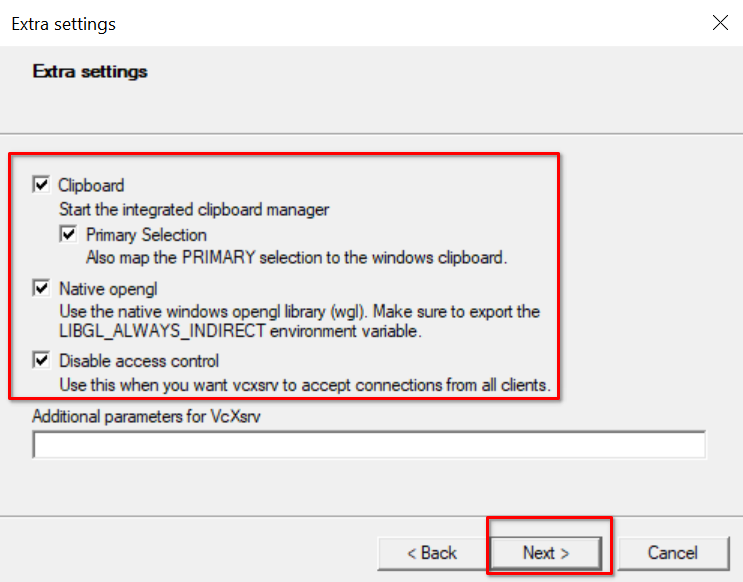 Extra settings
Extra settings
Clipboard
Start the integrated clipboard manager
Primary Selection
Also map the PRIMARY selection to the windows clipboard.
Native opengl
Use the native windows opengl library (wgl). Make sure to export the
LIBGL_ALWAYS_INDIRECT environment variable.
Disable access control
Use this when you want vcxsrv to accept connections from all clients.
Additional parameters for VcXsrv
< Back Next > Cancel